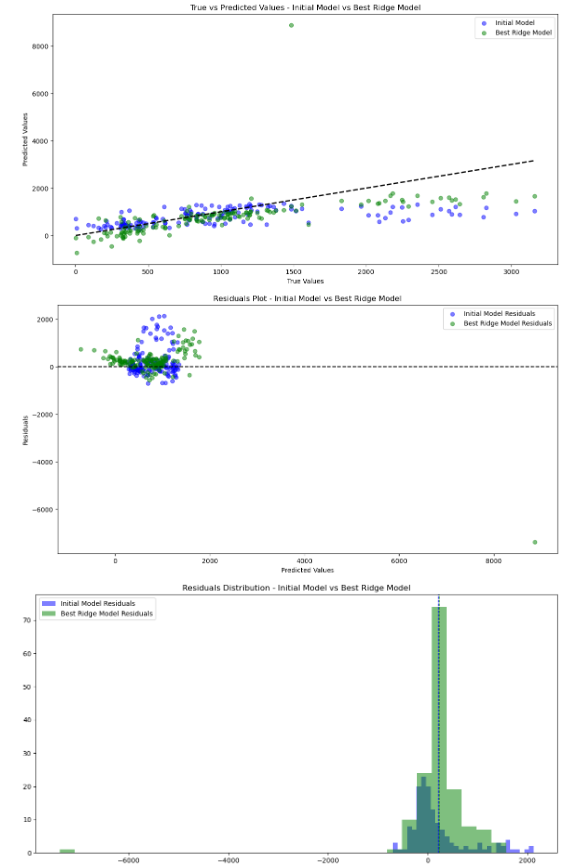 True vs Predicted Values - Initial Model vs Best Ridge Model
Initial Model
Best Ridge Model
8000
6000
4000
2000
0
Predicted Values
0 500 1000 1500 2000 2500 3000
True Values
Residuals Plot - Initial Model vs Best Ridge Model
Initial Model Residuals
Best Ridge Model Residuals
2000
0
−2000
−4000
−6000
Residuals
0 2000 4000 6000 8000
Predicted Values
Residuals Distribution - Initial Model vs Best Ridge Model
Initial Model Residuals
Best Ridge Model Residuals
70
60
50
40
30
20
10
0
−6000 −4000 −2000 0 2000